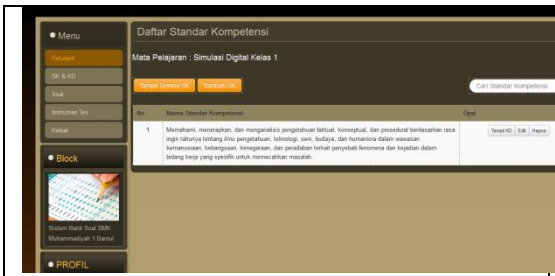 Menu
Petunjuk
SK & KD
Soal
Instrumen Tes
Keluar
Block
Sistem Bank Soal SMK
Muhammadiyah 1 Bantul
PROFIL
Daftar Standar Kompetensi
Mata Pelajaran : Simulasi Digital Kelas 1
Tampil Semua SK Tambah SK
Cari Standar Kompetensi
No Nama Standar Kompetensi Opsi
1 Memahami, menerapkan, dan menganalisis pengetahuan faktual, konseptual, dan prosedural berdasarkan rasa
ingin tahunya tentang ilmu pengetahuan, teknologi, seni, budaya, dan humaniora dalam wawasan
kemanusiaan, kebangsaan, kenegaraan, dan peradaban terkait penyebab fenomena dan kejadian dalam
bidang kerja yang spesifik untuk memecahkan masalah.
Tampil KD Edit Hapus